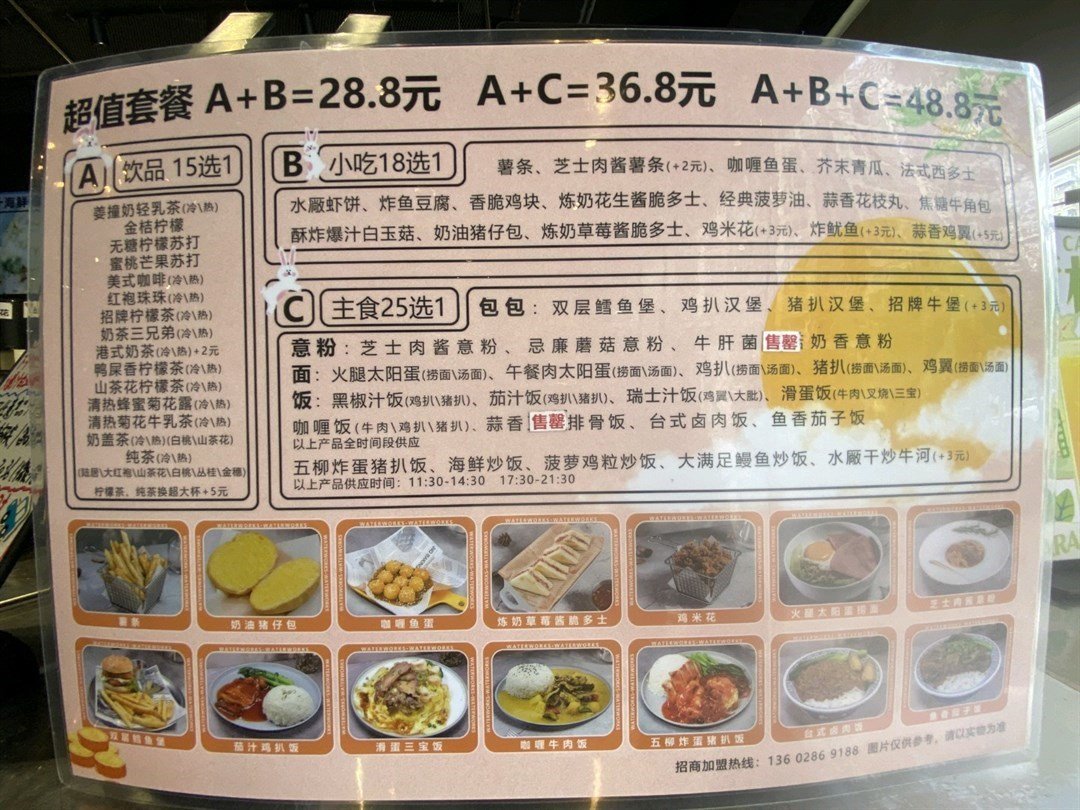 超值套餐 A+B=28.8元 A+C=36.8元 A+B+C=48.8元
A 饮品 15选1
姜撞奶轻乳茶(冷\热)
金桔柠檬
无糖柠檬苏打
蜜桃芒果苏打
美式咖啡(冷\热)
红袍珠珠(冷\热)
招牌柠檬茶(冷\热)
奶茶三兄弟(冷\热)
港式奶茶(冷\热)+2元
鸭屎香柠檬茶(冷\热)
山茶花柠檬茶(冷\热)
清热蜂蜜菊花露(冷\热)
清热菊花牛乳茶(冷\热)
奶盖茶(冷\热)(白桃\山茶花)
纯茶(冷\热)
(陆厝\大红袍\山茶花\白桃\丛桂\金穗)
柠檬茶、纯茶换超大杯+5元
B 小吃18选1
薯条、芝士肉酱薯条(+2元)、咖喱鱼蛋、芥末青瓜、法式西多士
水厰虾饼、炸鱼豆腐、香脆鸡块、炼奶花生酱脆多士、经典菠萝油、蒜香花枝丸、焦糖牛角包
酥炸爆汁白玉菇、奶油猪仔包、炼奶草莓酱脆多士、鸡米花(+3元)、炸鱿鱼(+3元)、蒜香鸡翼(+5元)
C 主食25选1
包包：双层鳕鱼堡、鸡扒汉堡、猪扒汉堡、招牌牛堡(+3元)
意粉：芝士肉酱意粉、忌廉蘑菇意粉、牛肝菌 售罄 奶香意粉
面：火腿太阳蛋(捞面\汤面)、午餐肉太阳蛋(捞面\汤面)、鸡扒(捞面\汤面)、猪扒(捞面\汤面)、鸡翼(捞面\汤面)
饭：黑椒汁饭(鸡扒\猪扒)、茄汁饭(鸡扒\猪扒)、瑞士汁饭(鸡翼\大肶)、滑蛋饭(牛肉\叉烧\三宝)
咖喱饭(牛肉\鸡扒\猪扒)、蒜香 售罄 排骨饭、台式卤肉饭、鱼香茄子饭
以上产品全时间段供应
五柳炸蛋猪扒饭、海鲜炒饭、菠萝鸡粒炒饭、大满足鳗鱼炒饭、水厰干炒牛河(+3元)
以上产品供应时间：11:30-14:30 17:30-21:30
WATERWORKS-WATERWORKS
薯条
奶油猪仔包
咖喱鱼蛋
炼奶草莓酱脆多士
鸡米花
火腿太阳蛋捞面
芝士肉酱意粉
双层鳕鱼堡
茄汁鸡扒饭
滑蛋三宝饭
咖喱牛肉饭
五柳炸蛋猪扒饭
台式卤肉饭
鱼香茄子饭
招商加盟热线：136 0286 9188 图片仅供参考，请以实物为准